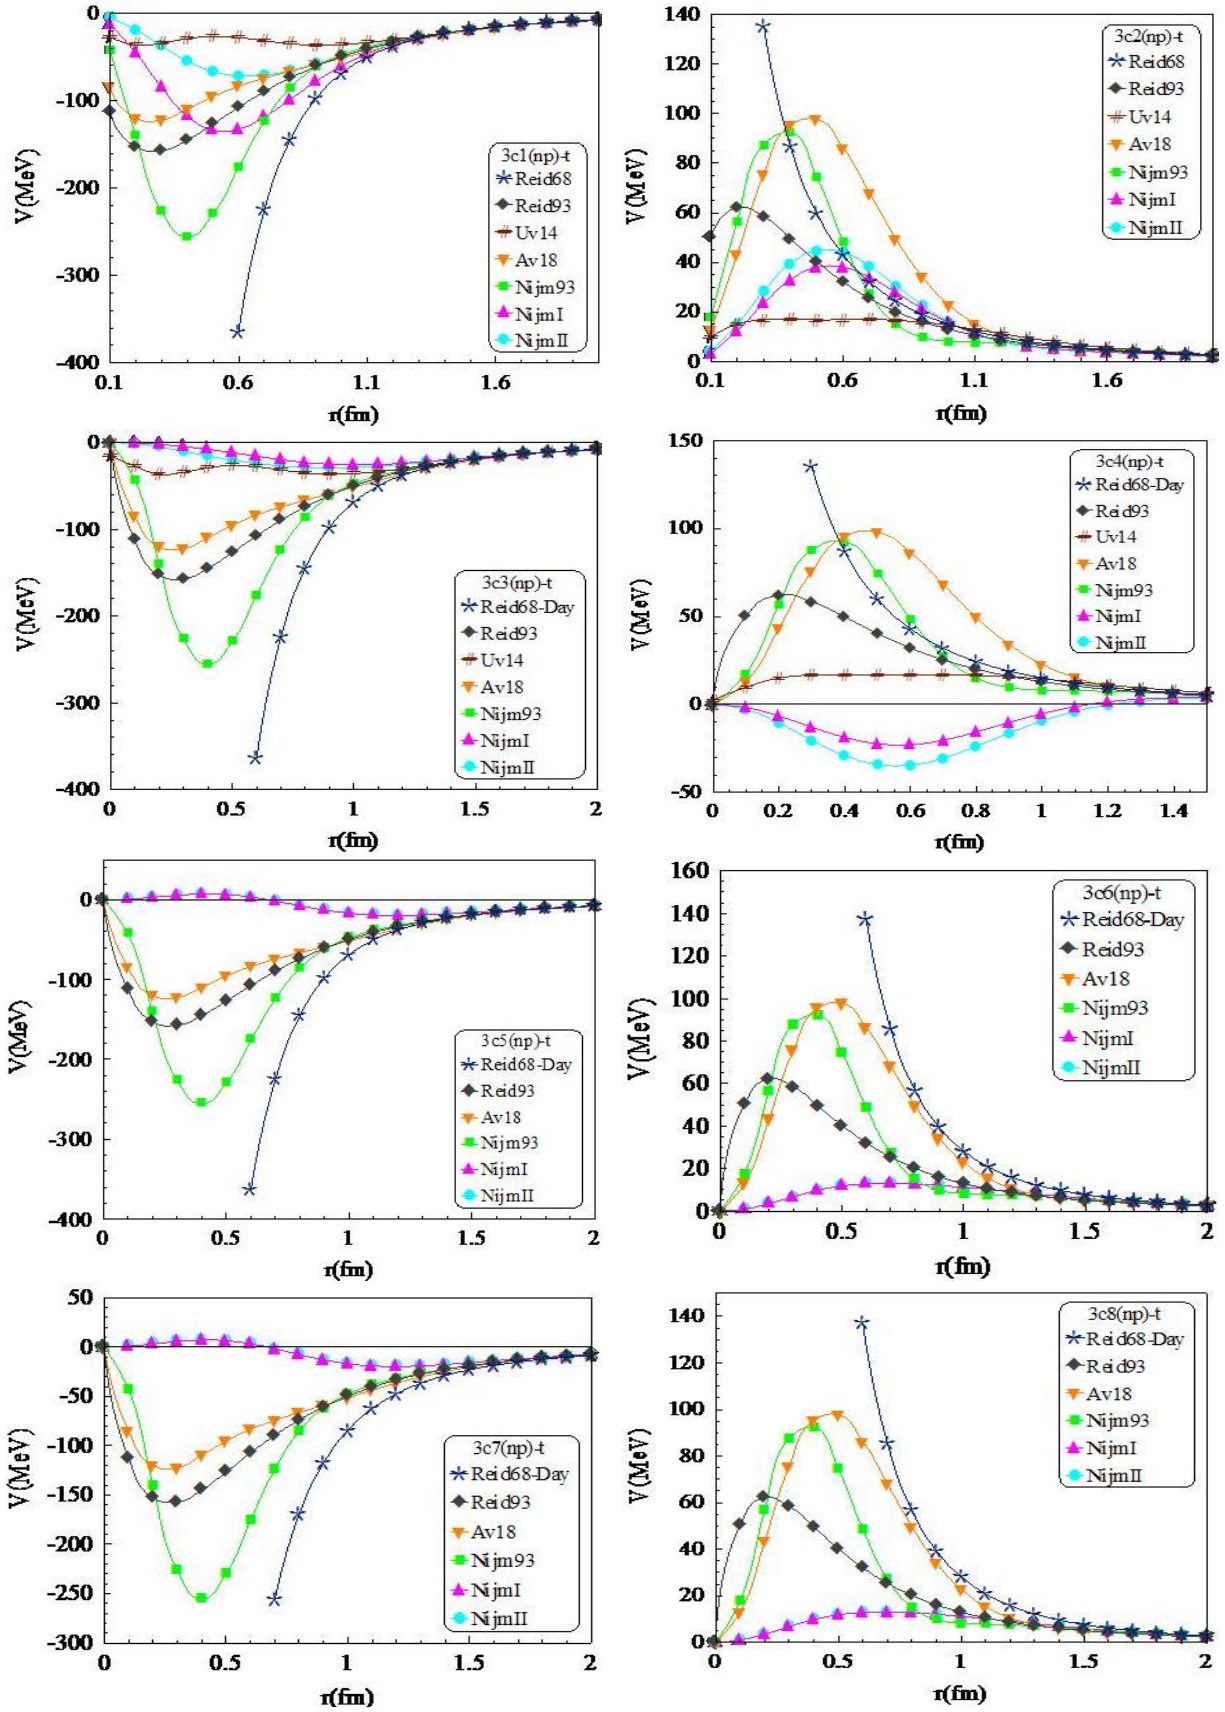 0
-100
-200
-300
-400
V(MeV)
3c1(np)-t
Reid68
Reid93
Uv14
Av18
Nijm93
NijmI
NijmII
0.1
0.6
1.1
1.6
r(fm)
140
120
100
80
60
40
20
0
V(MeV)
3c2(np)-t
Reid68
Reid93
Uv14
Av18
Nijm93
NijmI
NijmII
0.1
0.6
1.1
1.6
r(fm)
0
-100
-200
-300
-400
V(MeV)
3c3(np)-t
Reid68-Day
Reid93
Uv14
Av18
Nijm93
NijmI
NijmII
0
0.5
1
1.5
2
r(fm)
150
100
50
0
-50
V(MeV)
3c4(np)-t
Reid68-Day
Reid93
Uv14
Av18
Nijm93
NijmI
NijmII
0
0.2
0.4
0.6
0.8
1
1.2
1.4
r(fm)
0
-100
-200
-300
-400
V(MeV)
3c5(np)-t
Reid68-Day
Reid93
Av18
Nijm93
NijmI
NijmII
0
0.5
1
1.5
2
r(fm)
160
140
120
100
80
60
40
20
0
V(MeV)
3c6(np)-t
Reid68-Day
Reid93
Av18
Nijm93
NijmI
NijmII
0
0.5
1
1.5
2
r(fm)
50
0
-50
-100
-150
-200
-250
-300
V(MeV)
3c7(np)-t
Reid68-Day
Reid93
Av18
Nijm93
NijmI
NijmII
0
0.5
1
1.5
2
r(fm)
140
120
100
80
60
40
20
0
V(MeV)
3c8(np)-t
Reid68-Day
Reid93
Av18
Nijm93
NijmI
NijmII
0
0.5
1
1.5
2
r(fm)